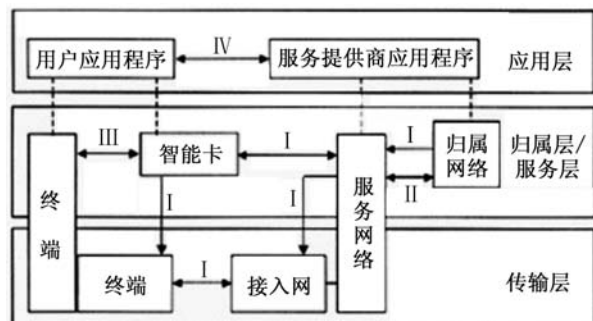 用户应用程序
Ⅳ
服务提供商应用程序
应用层
Ⅲ
智能卡
Ⅰ
Ⅰ
归属
网络
归属层/
服务层
终
端
Ⅰ
Ⅰ
服
务
网
络
Ⅱ
终端
Ⅰ
接入网
传输层